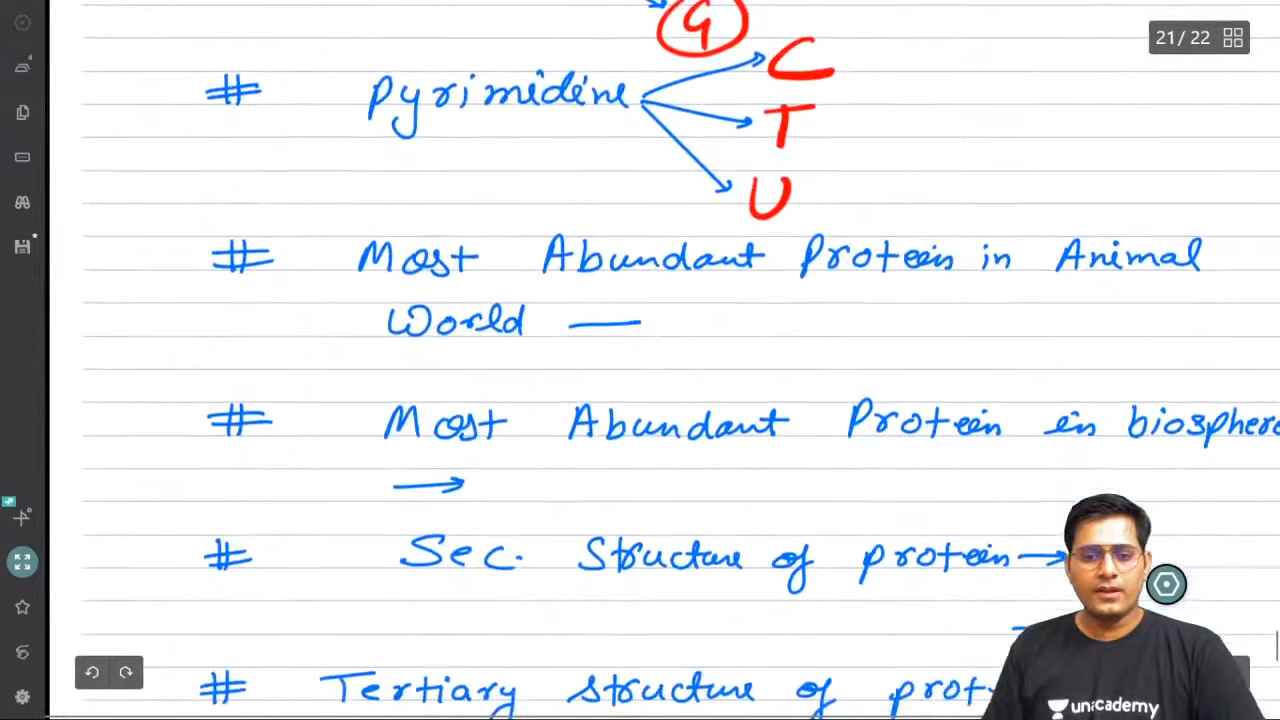 G
21/ 22
C
# Pyrimidine
T
U
# Most Abundant Protein in Animal
World —
# Most Abundant Protein in biosphere
→
# Sec. Structure of protein →
# Tertiary structure of prot
unacademy